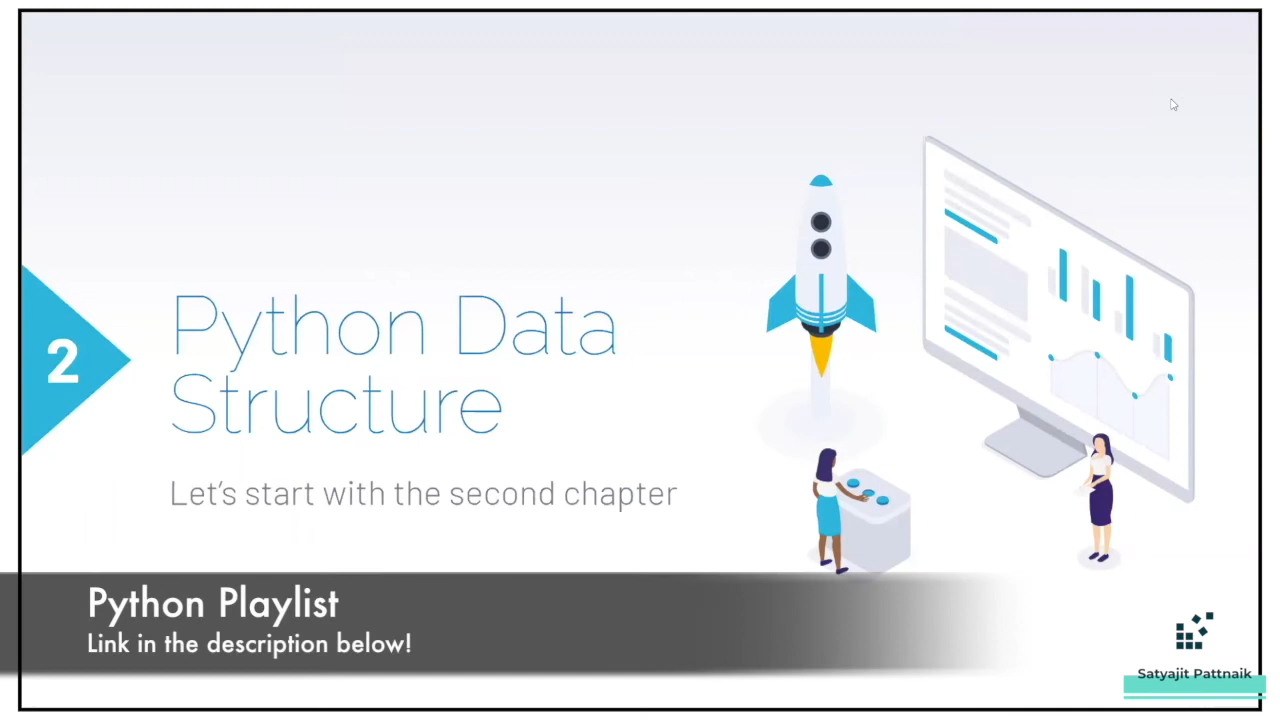 2
Python Data
Structure
Let's start with the second chapter
Python Playlist
Link in the description below!
Satyajit Pattnaik